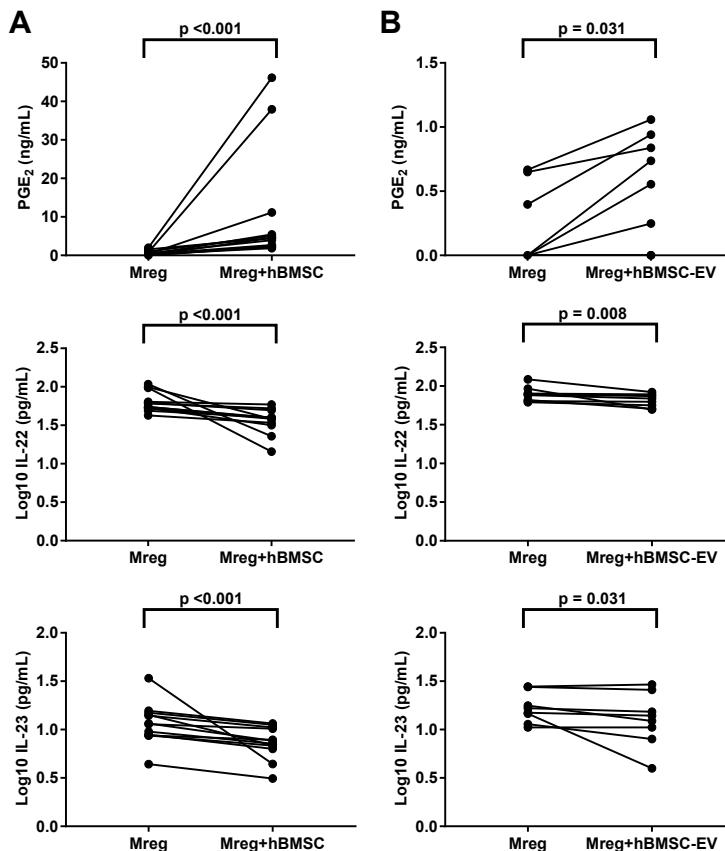 A
p <0.001
PGE2 (ng/mL)
50
40
30
20
10
0
Mreg
Mreg+hBMSC
B
p = 0.031
PGE2 (ng/mL)
1.5
1.0
0.5
0.0
Mreg
Mreg+hBMSC-EV
p <0.001
Log10 IL-22 (pg/mL)
2.5
2.0
1.5
1.0
0.5
0.0
Mreg
Mreg+hBMSC
p = 0.008
Log10 IL-22 (pg/mL)
2.5
2.0
1.5
1.0
0.5
0.0
Mreg
Mreg+hBMSC-EV
p <0.001
Log10 IL-23 (pg/mL)
2.0
1.5
1.0
0.5
0.0
Mreg
Mreg+hBMSC
p = 0.031
Log10 IL-23 (pg/mL)
2.0
1.5
1.0
0.5
0.0
Mreg
Mreg+hBMSC-EV